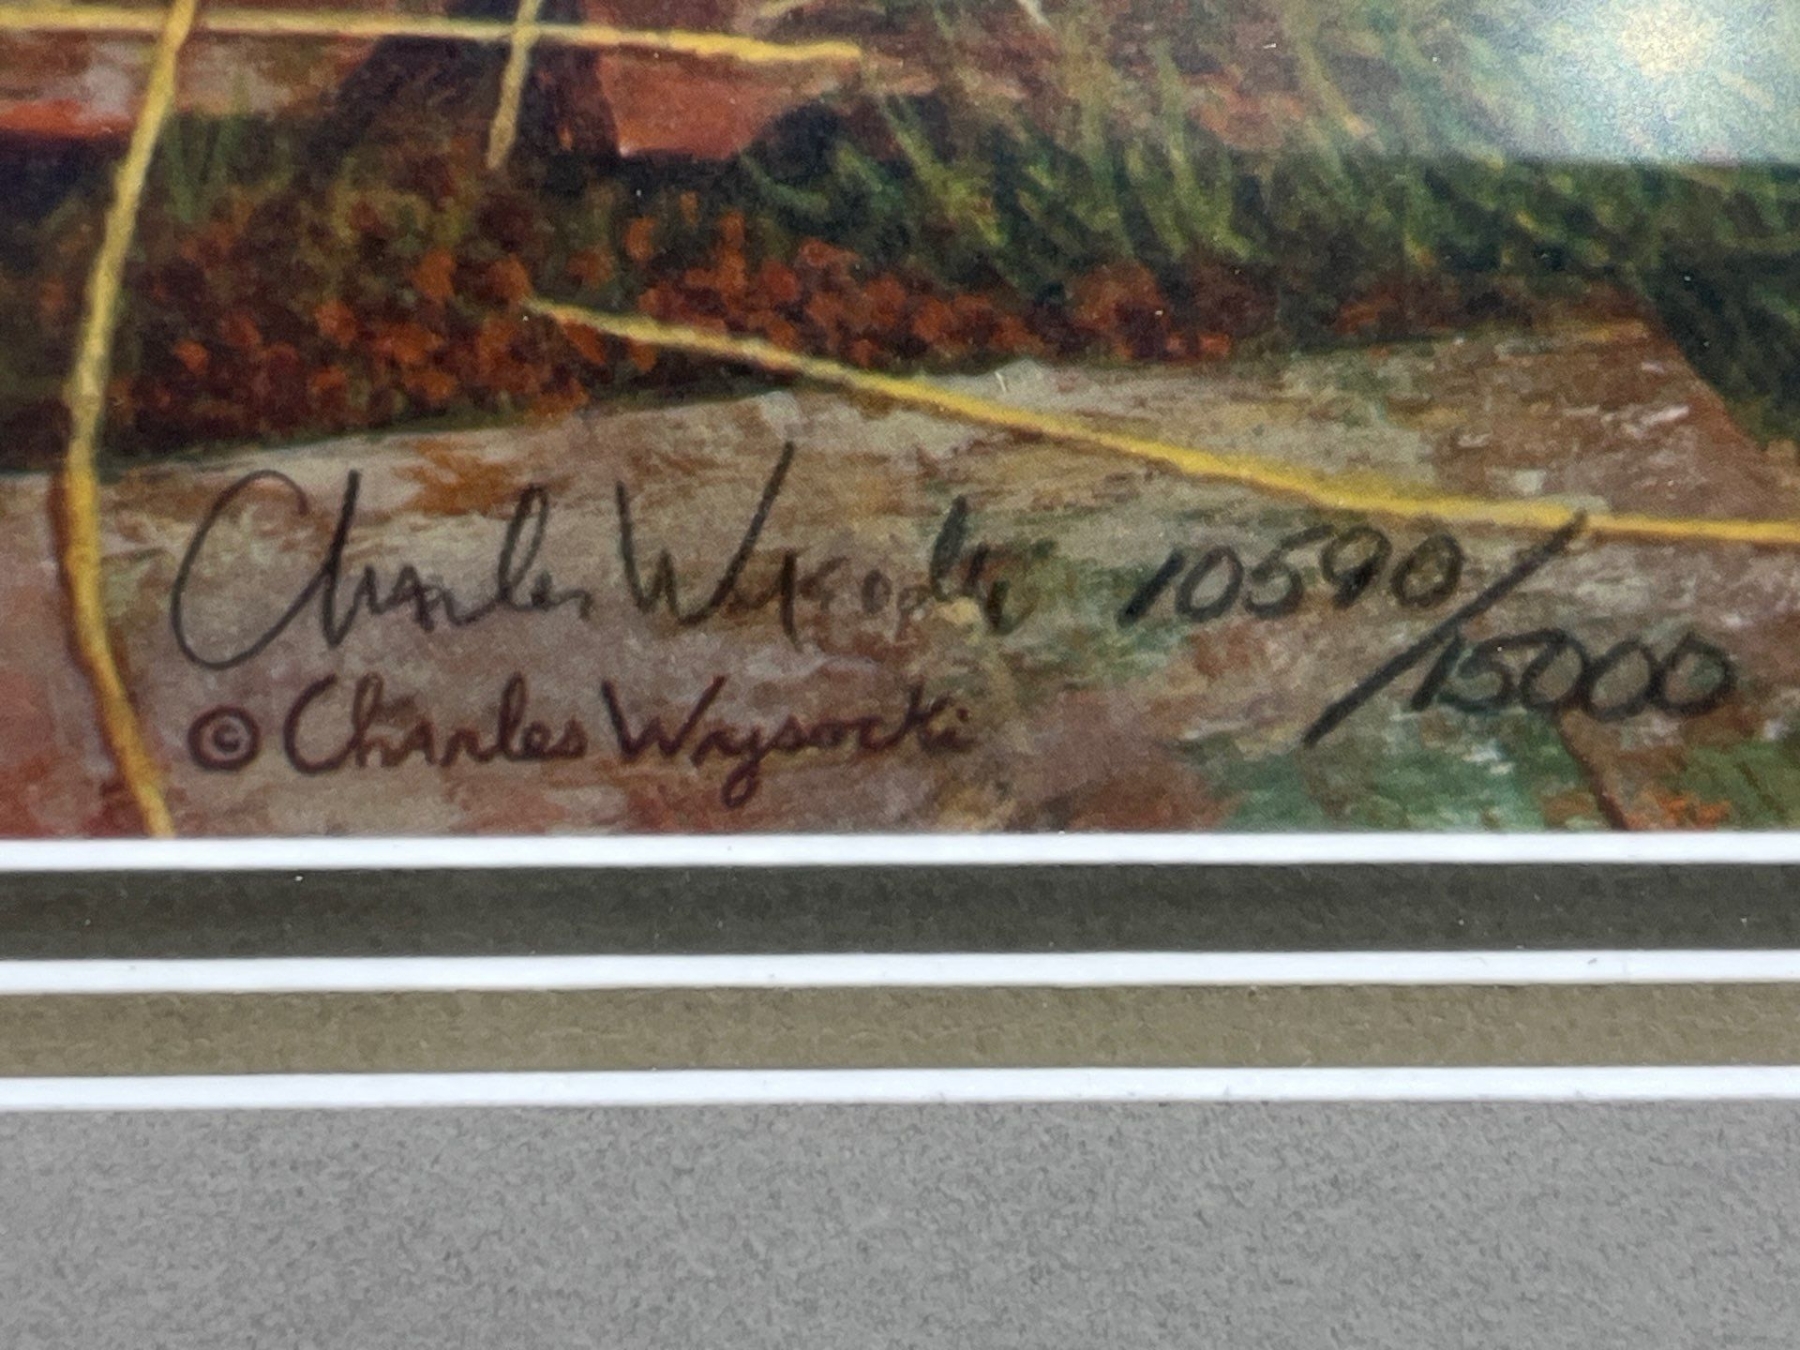 Charles Wysocki 10590/15000
© Charles Wysocki